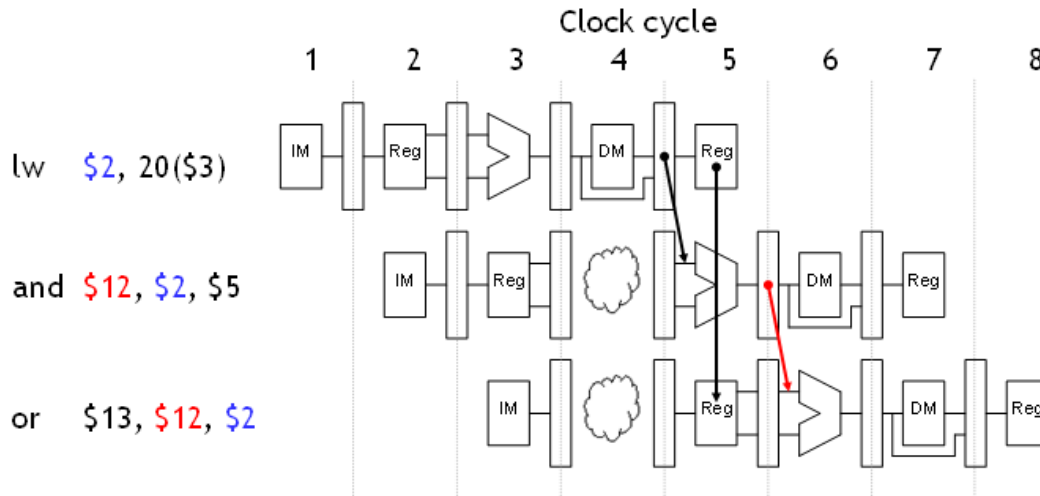 Clock cycle
1 2 3 4 5 6 7 8
IM Reg DM Reg
lw $2, 20($3)
IM Reg DM Reg
and $12, $2, $5
IM Reg DM Reg
or $13, $12, $2